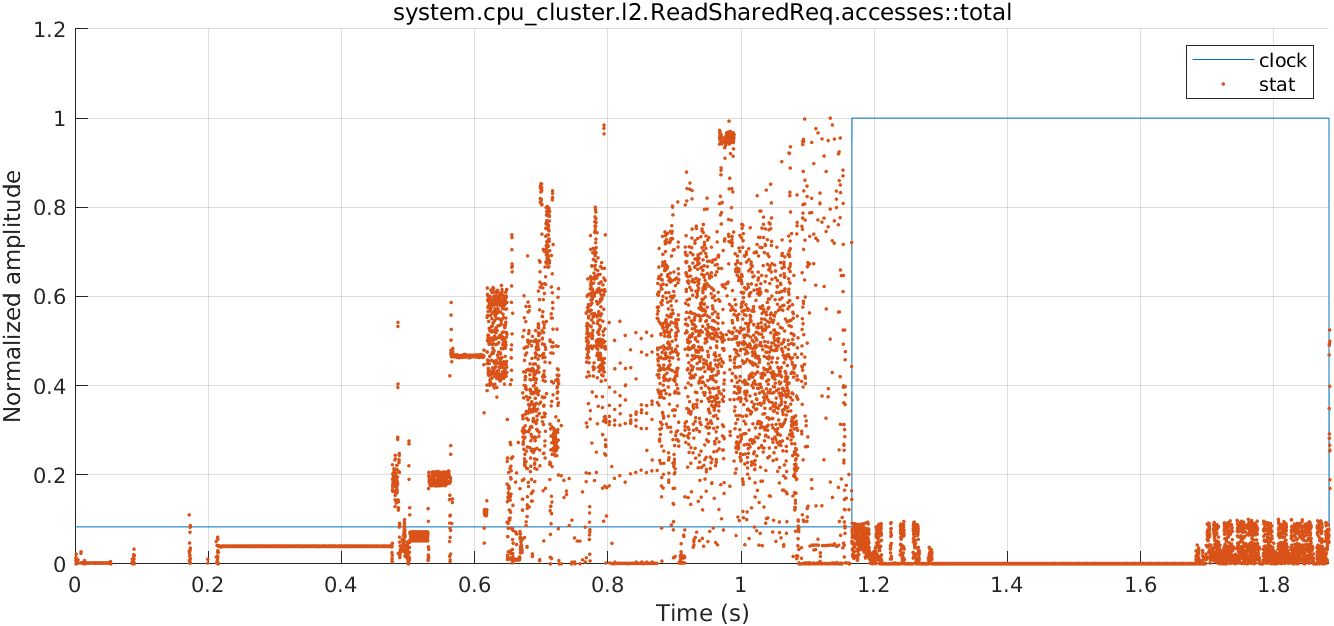 system.cpu_cluster.l2.ReadSharedReq.accesses::total
1.2
1
0.8
0.6
0.4
0.2
0
Normalized amplitude
clock
stat
0 0.2 0.4 0.6 0.8 1 1.2 1.4 1.6 1.8
Time (s)